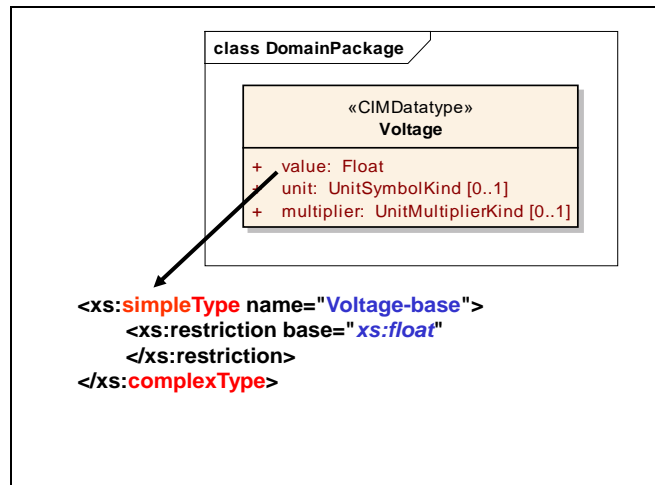 class DomainPackage
«CIMDatatype»
Voltage
+ value: Float
+ unit: UnitSymbolKind [0..1]
+ multiplier: UnitMultiplierKind [0..1]
<xs:simpleType name="Voltage-base">
<xs:restriction base="xs:float"
</xs:restriction>
</xs:complexType>